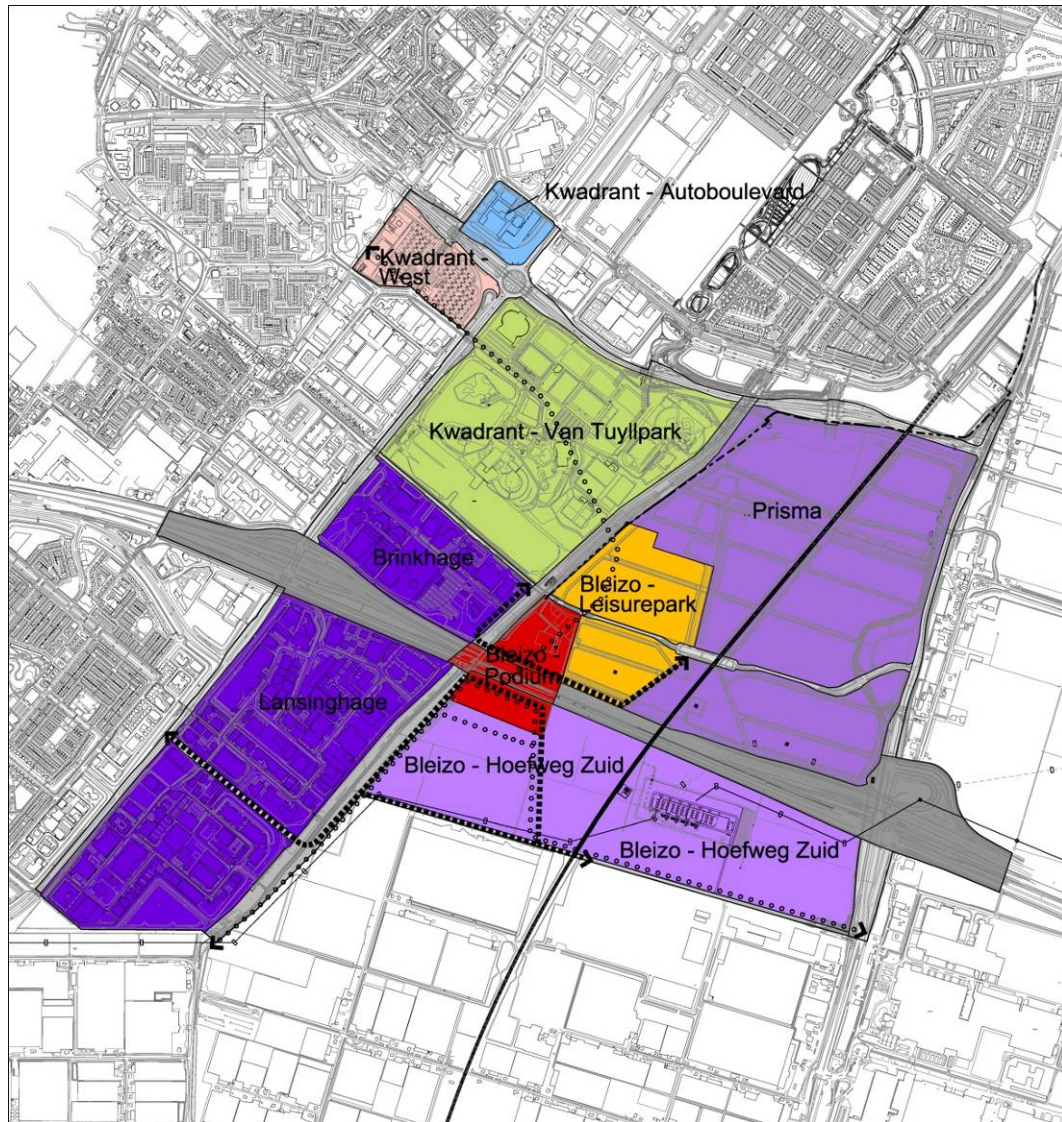 Kwadrant - Autoboulevard
Kwadrant -
West
Kwadrant - Van Tuyllpark
Prisma
Brinkhage
Bleizo -
Leisurepark
Bleizo -
Podium
Lansinghage
Bleizo - Hoefweg Zuid
Bleizo - Hoefweg Zuid